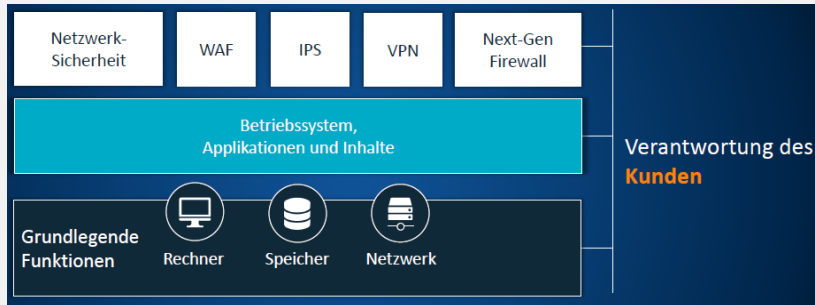 Netzwerk-
Sicherheit
WAF
IPS
VPN
Next-Gen
Firewall
Betriebssystem,
Applikationen und Inhalte
Verantwortung des
Kunden
Grundlegende
Funktionen
Rechner
Speicher
Netzwerk